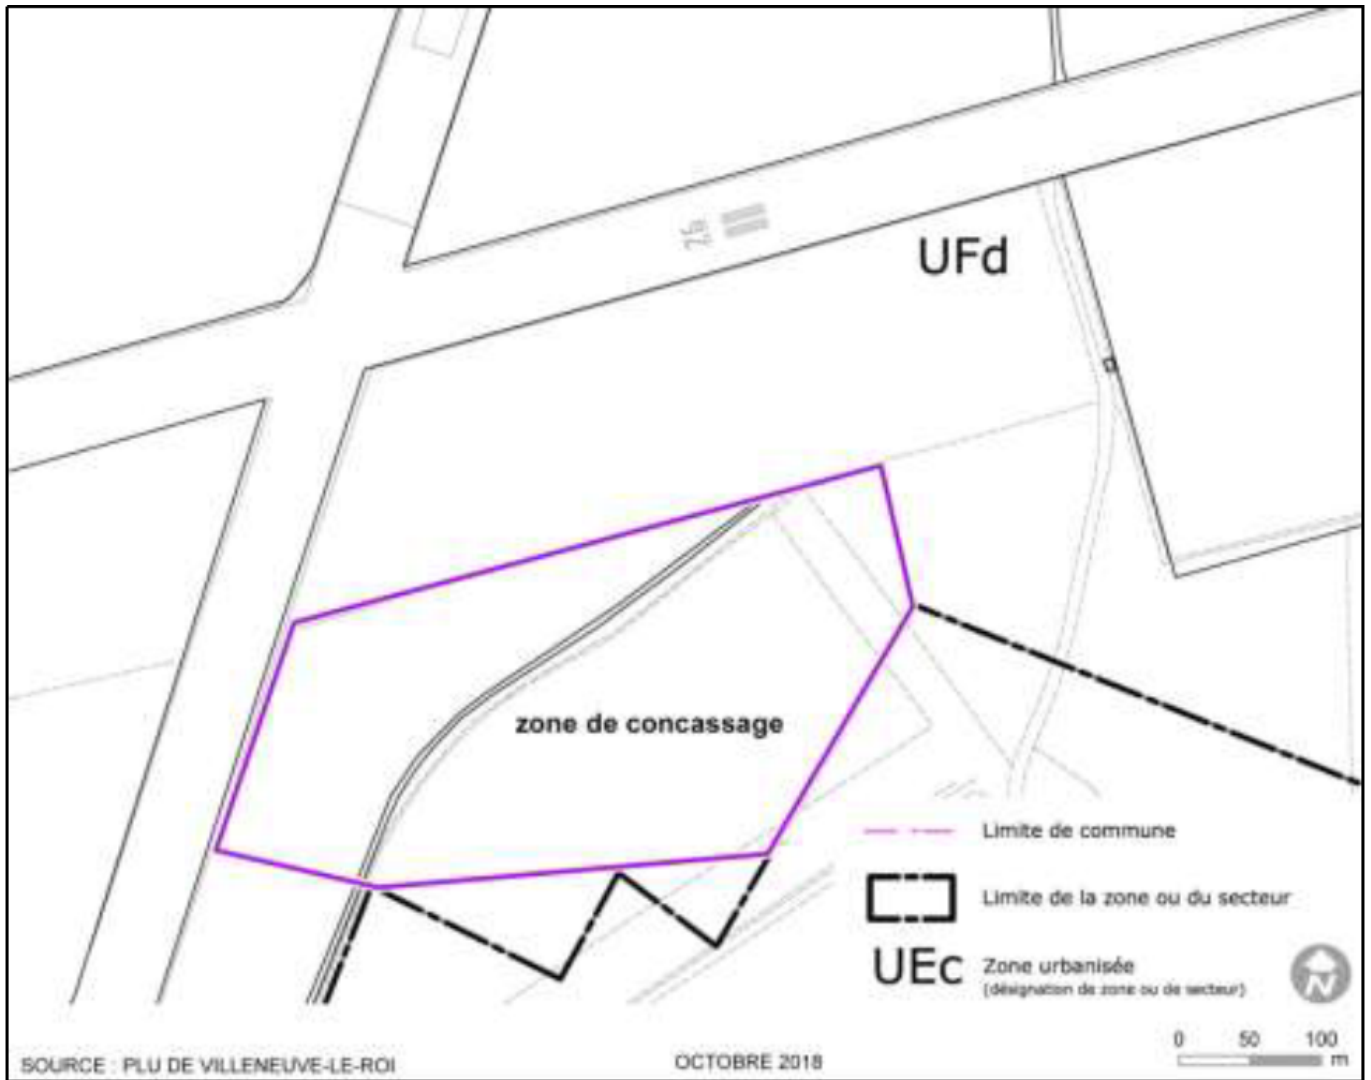 UFd
zone de concassage
Limite de commune
Limite de la zone ou du secteur
UEc
Zone urbanisée
(désignation de zone ou de secteur)
N
0 50 100
m
SOURCE : PLU DE VILLENEUVE-LE-ROI
OCTOBRE 2018